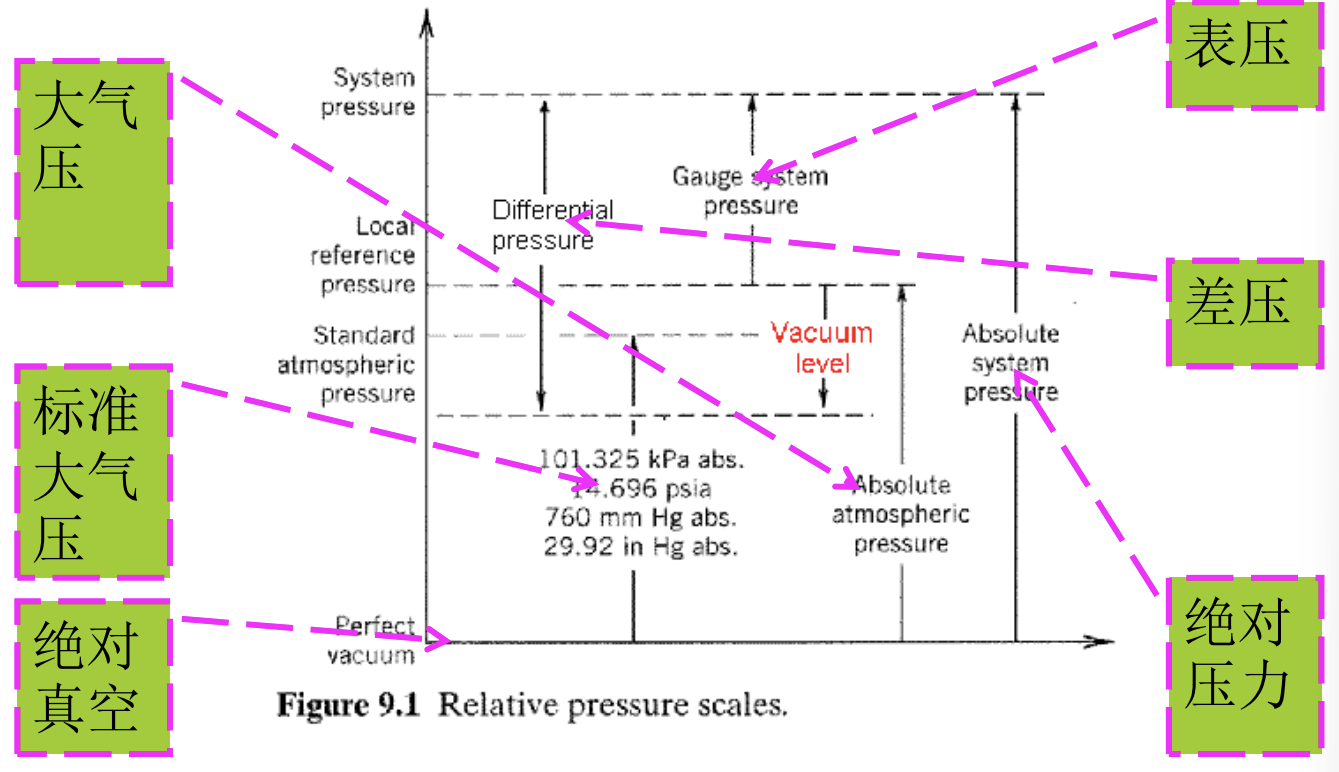 表压
大气
压
System
pressure
Gauge system
pressure
Differential
pressure
Local
reference
pressure
差压
Standard
atmospheric
pressure
Vacuum
level
Absolute
system
pressure
标准
大气
压
101.325 kPa abs.
14.696 psia
760 mm Hg abs.
29.92 in Hg abs.
Absolute
atmospheric
pressure
绝对
真空
Perfect
vacuum
绝对
压力
Figure 9.1 Relative pressure scales.